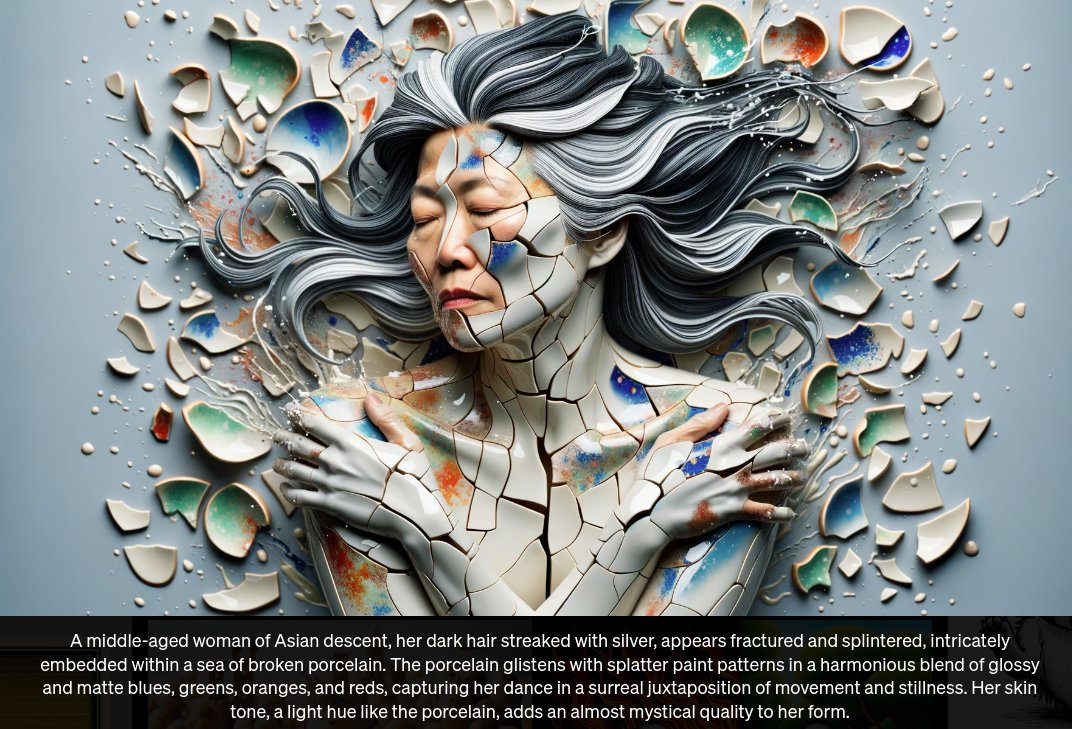 A middle-aged woman of Asian descent, her dark hair streaked with silver, appears fractured and splintered, intricately
embedded within a sea of broken porcelain. The porcelain glistens with splatter paint patterns in a harmonious blend of glossy
and matte blues, greens, oranges, and reds, capturing her dance in a surreal juxtaposition of movement and stillness. Her skin
tone, a light hue like the porcelain, adds an almost mystical quality to her form.